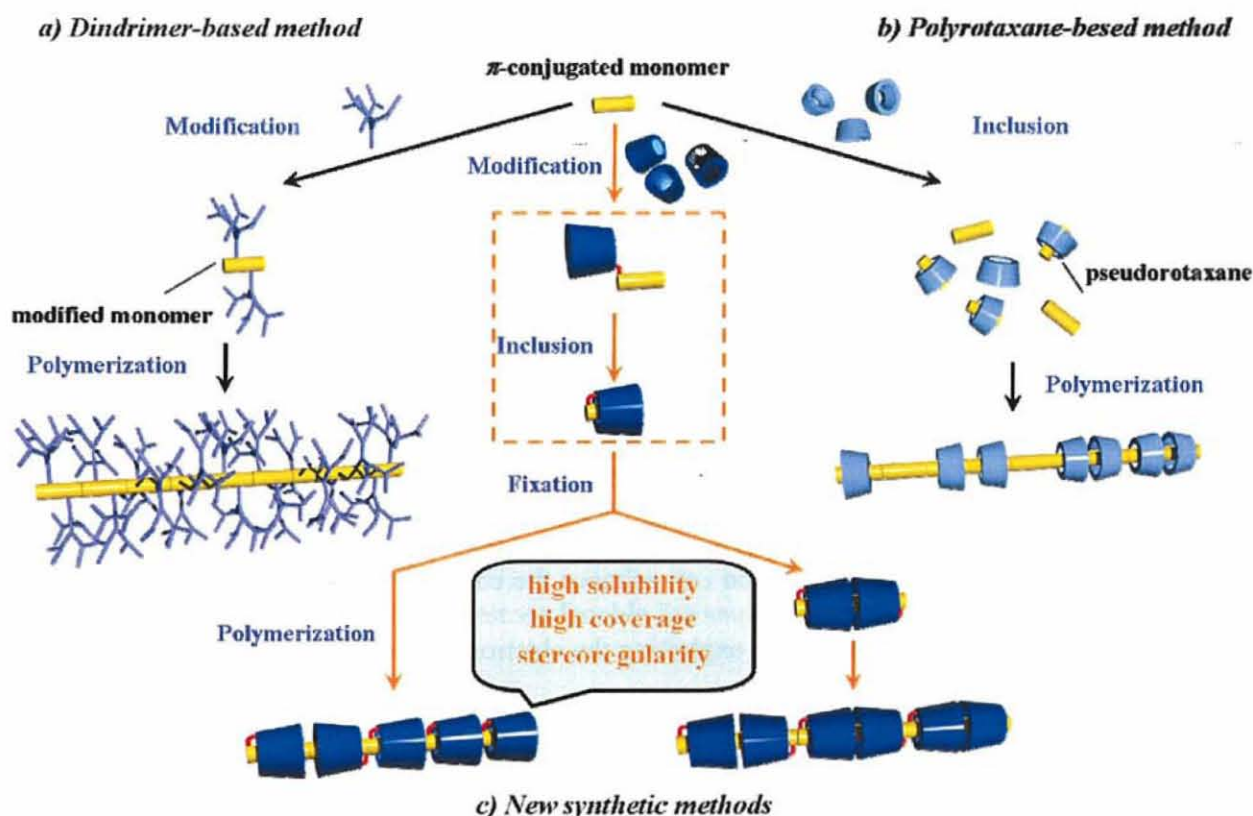 a) Dindrimer-based method
b) Polyrotaxane-besed method
π-conjugated monomer
Modification
Inclusion
Modification
modified monomer
pseudorotaxane
Inclusion
Polymerization
Polymerization
Fixation
high solubility
high coverage
stereoregularity
Polymerization
c) New synthetic methods